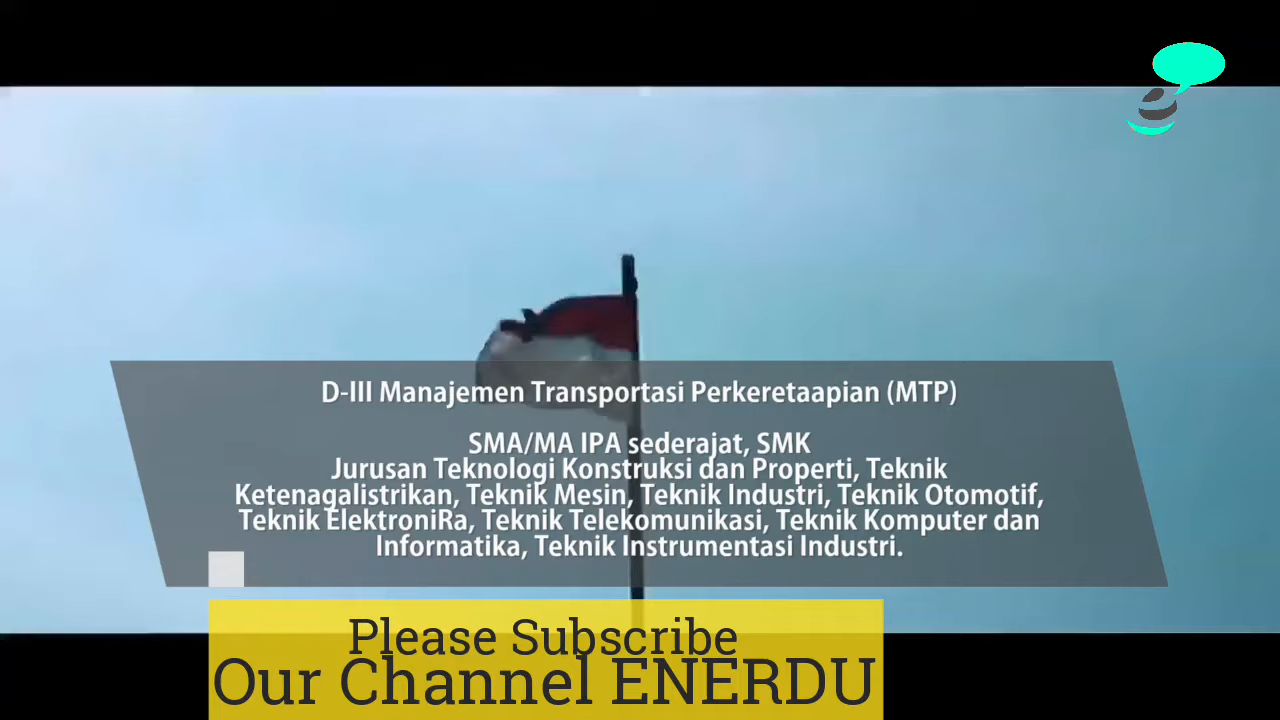 D-III Manajemen Transportasi Perkeretaapian (MTP)
SMA/MA IPA sederajat, SMK
Jurusan Teknologi Konstruksi dan Properti, Teknik
Ketenagalistrikan, Teknik Mesin, Teknik Industri, Teknik Otomotif,
Teknik ElektroniRa, Teknik Telekomunikasi, Teknik Komputer dan
Informatika, Teknik Instrumentasi Industri.
Please Subscribe
Our Channel ENERDU